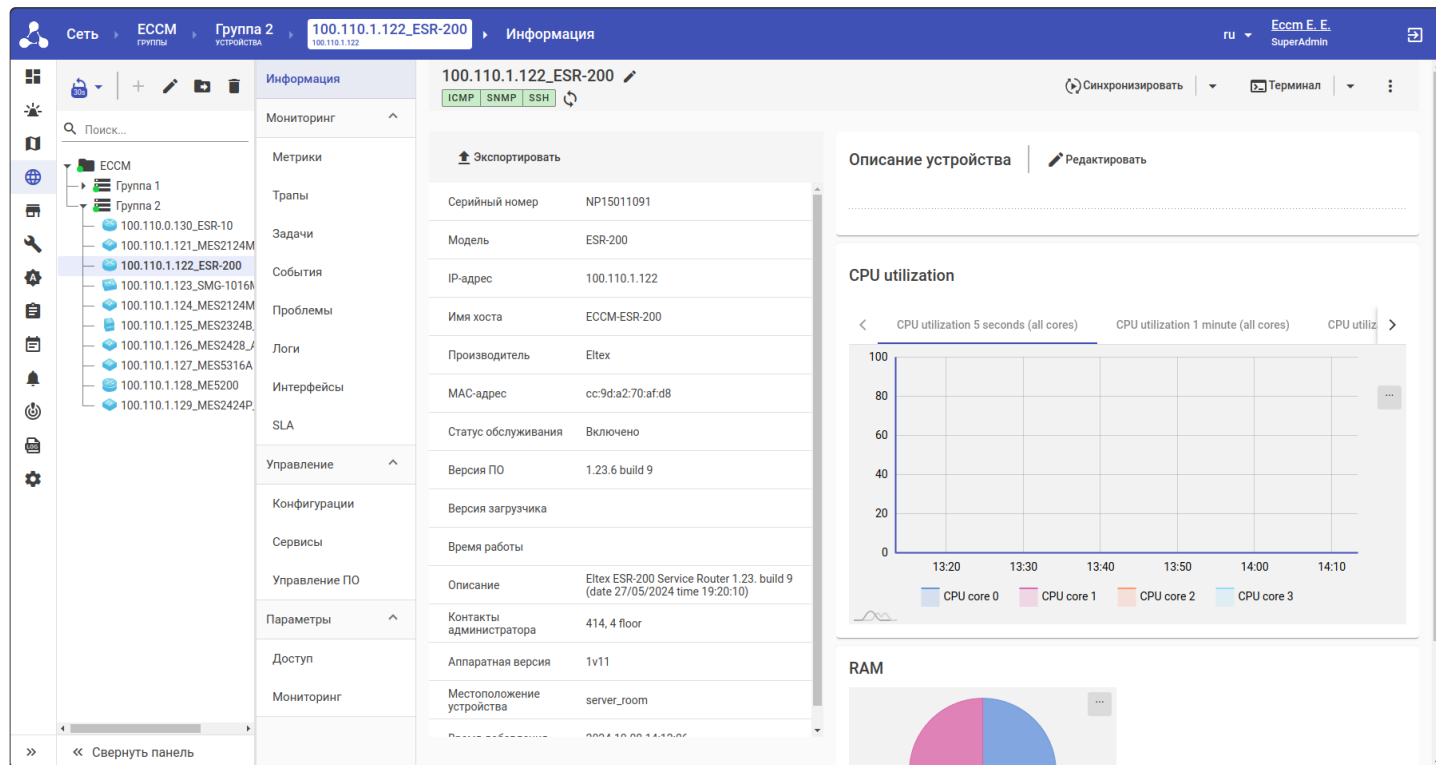 Сеть
ECCM
ГРУППЫ
Группа 2
УСТРОЙСТВА
100.110.1.122_ESR-200
100.110.1.122
Информация
ru
Eccm E. E.
SuperAdmin
30s
Поиск...
ECCM
Группа 1
Группа 2
100.110.0.130_ESR-10
100.110.1.121_MES2124M
100.110.1.122_ESR-200
100.110.1.123_SMG-1016M
100.110.1.124_MES2124M
100.110.1.125_MES2324B_
100.110.1.126_MES2428_A
100.110.1.127_MES5316A
100.110.1.128_ME5200
100.110.1.129_MES2424P_
LOG
Свернуть панель
Информация
Мониторинг
Метрики
Трапы
Задачи
События
Проблемы
Логи
Интерфейсы
SLA
Управление
Конфигурации
Сервисы
Управление ПО
Параметры
Доступ
Мониторинг
100.110.1.122_ESR-200
ICMP SNMP SSH
Синхронизировать
Терминал
Экспортировать
Серийный номер NP15011091
Модель ESR-200
IP-адрес 100.110.1.122
Имя хоста ECCM-ESR-200
Производитель Eltex
MAC-адрес cc:9d:a2:70:af:d8
Статус обслуживания Включено
Версия ПО 1.23.6 build 9
Версия загрузчика
Время работы
Описание Eltex ESR-200 Service Router 1.23. build 9
(date 27/05/2024 time 19:20:10)
Контакты
администратора 414, 4 floor
Аппаратная версия 1v11
Местоположение
устройства server_room
Описание устройства
Редактировать
CPU utilization
CPU utilization 5 seconds (all cores) CPU utilization 1 minute (all cores) CPU utiliz
100
80
60
40
20
0
13:20 13:30 13:40 13:50 14:00 14:10
CPU core 0 CPU core 1 CPU core 2 CPU core 3
RAM